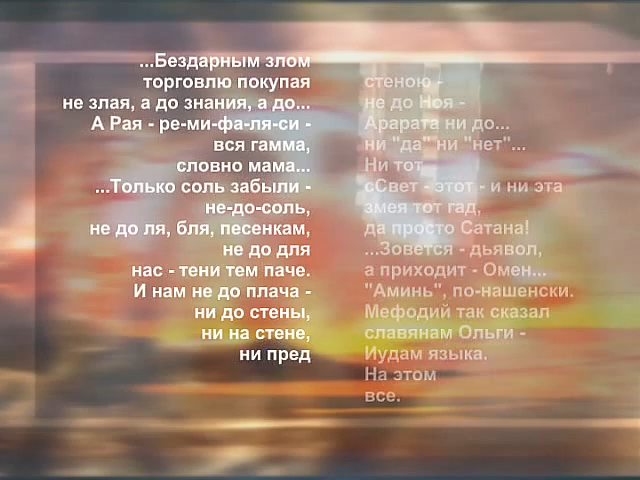 ...Бездарным злом
торговлю покупая
не злая, а до знания, а до...
А Рая - ре-ми-фа-ля-си -
вся гамма,
словно мама...
...Только соль забыли -
не-до-соль,
не до ля, бля, песенкам,
не до для
нас - тени тем паче.
И нам не до плача -
ни до стены,
ни на стене,
ни пред
стеною -
не до Ноя -
Арарата ни до...
ни "да" ни "нет"...
Ни тот
сСвет - этот - и ни эта
змея тот гад,
да просто Сатана!
...Зовется - дьявол,
а приходит - Омен...
"Аминь", по-нашенски.
Мефодий так сказал
славянам Ольги -
Иудам языка.
На этом
все.